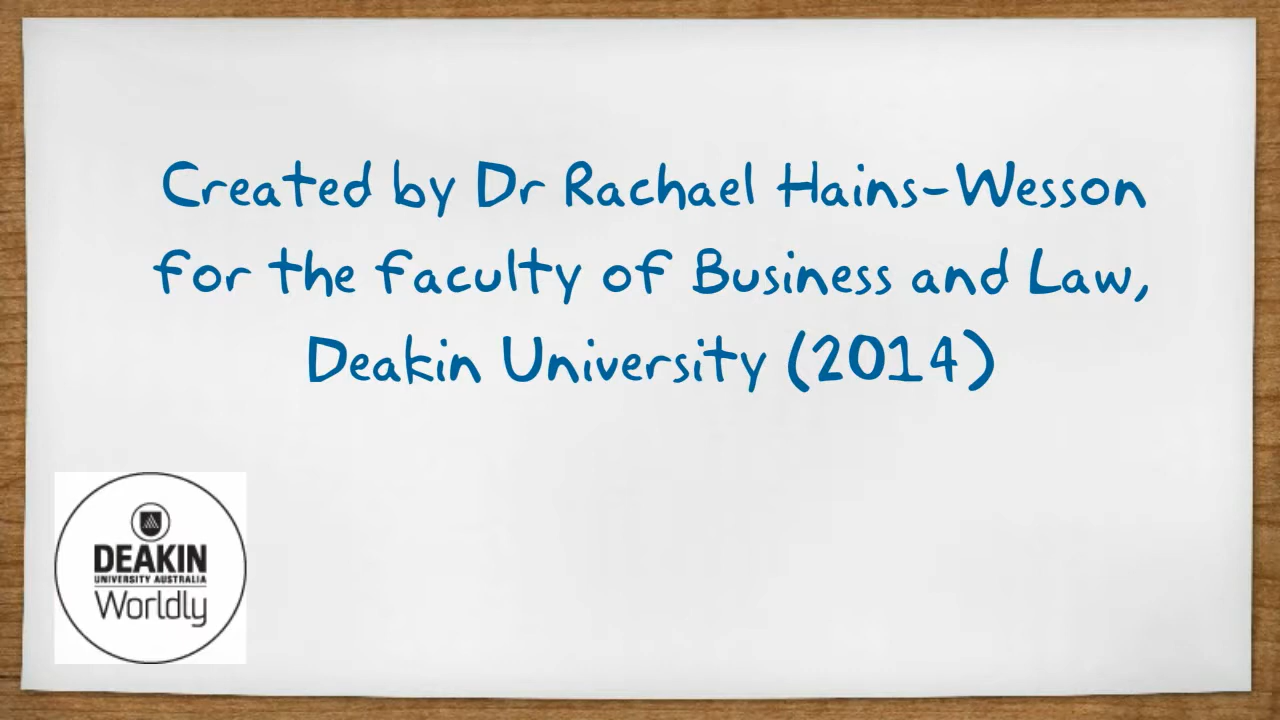 Created by Dr Rachael Hains-Wesson
for the faculty of Business and Law,
Deakin University (2014)
DEAKIN
UNIVERSITY AUSTRALIA
Worldly